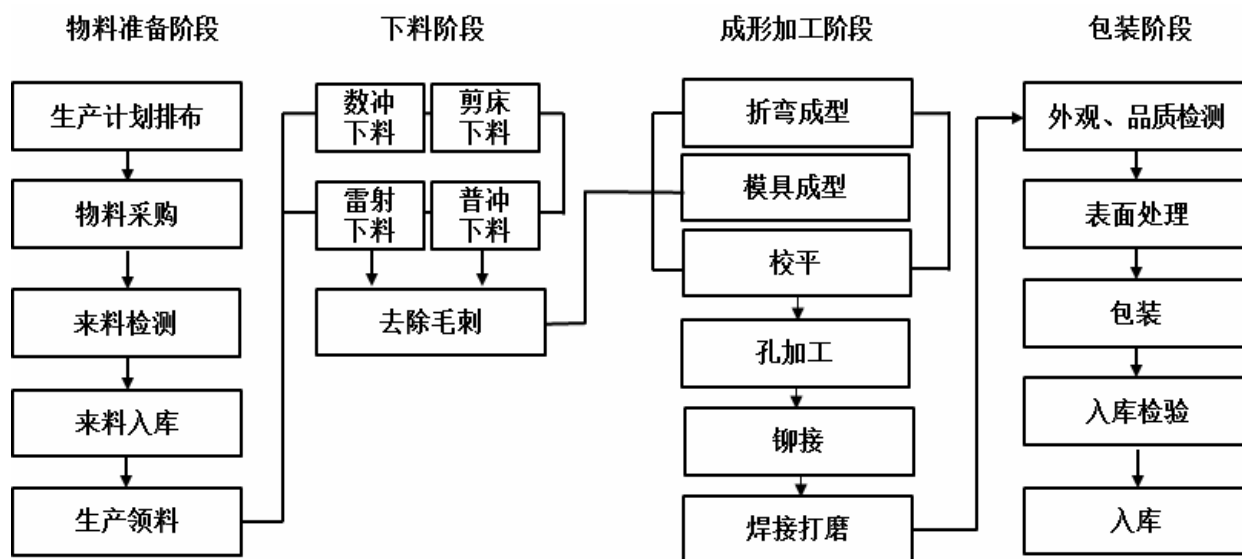 物料准备阶段
下料阶段
成形加工阶段
包装阶段
生产计划排布
物料采购
来料检测
来料入库
生产领料
数冲
下料
剪床
下料
雷射
下料
普冲
下料
去除毛刺
折弯成型
模具成型
校平
孔加工
铆接
焊接打磨
外观、品质检测
表面处理
包装
入库检验
入库